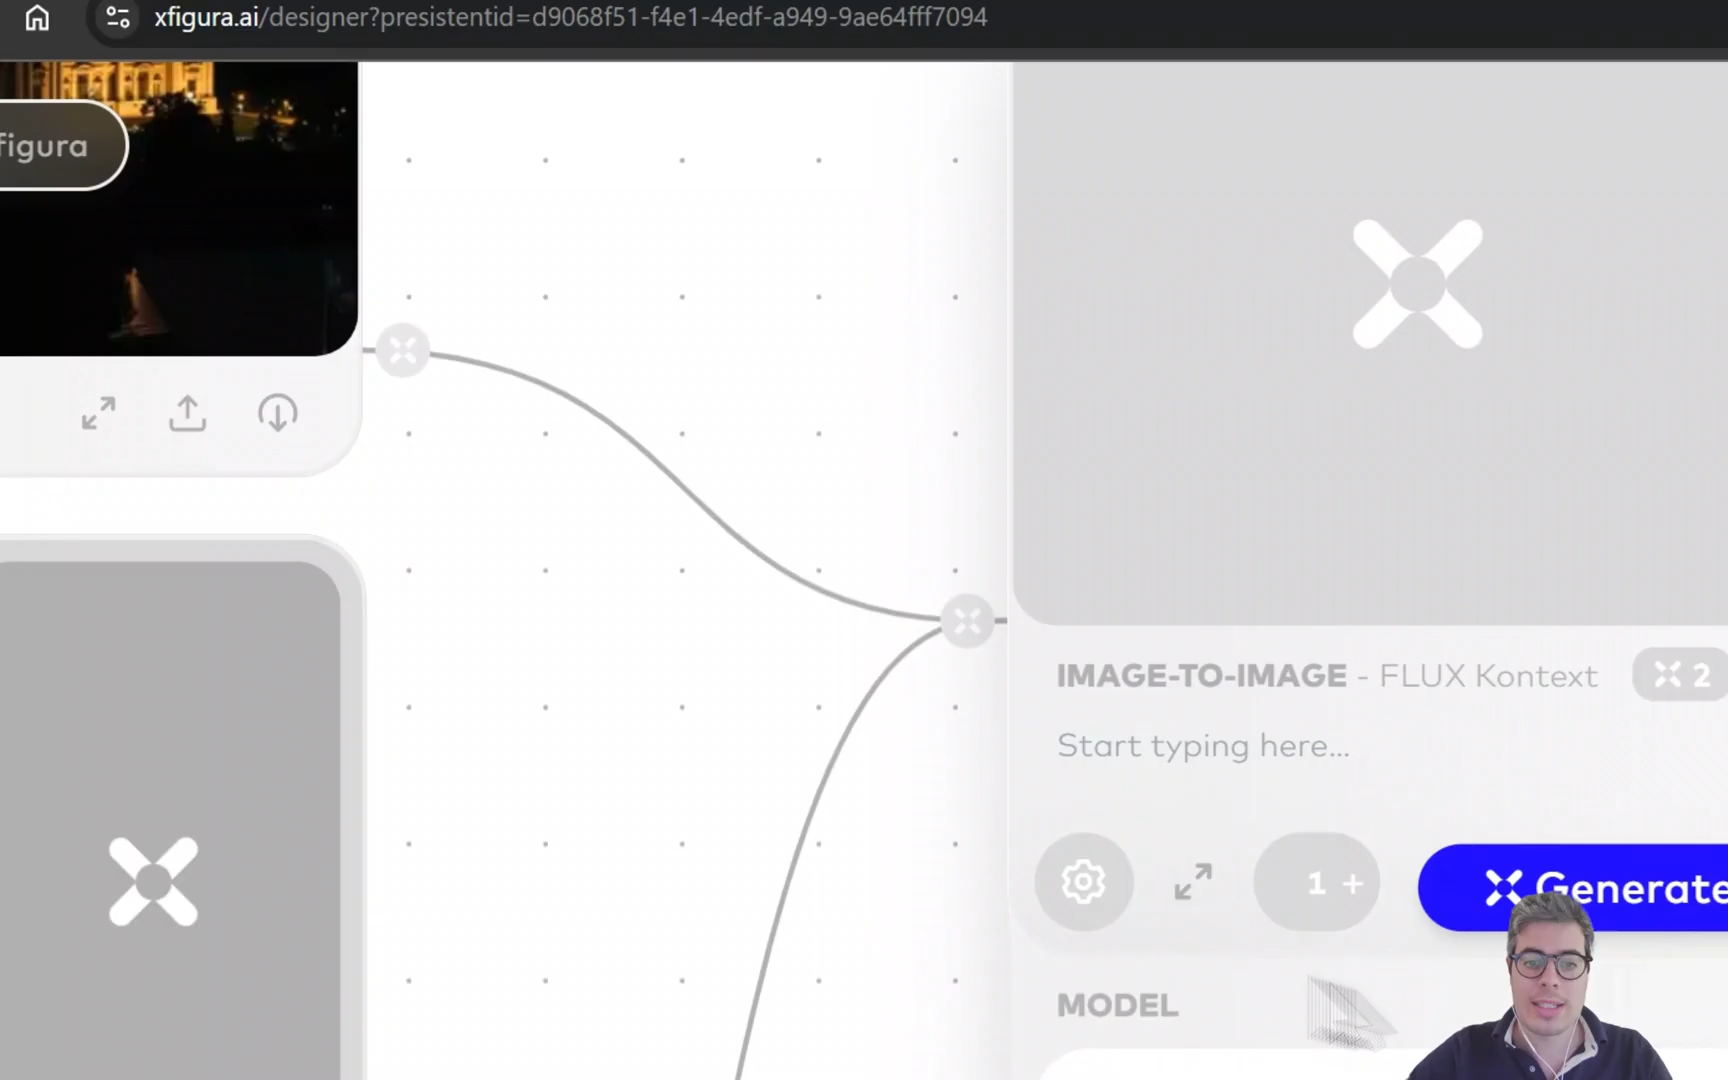 xfigura.ai/designer?presistentid=d9068f51-f4e1-4edf-a949-9ae64fff7094
figura
IMAGE-TO-IMAGE - FLUX Kontext 2
Start typing here...
1 +
Generate
MODEL